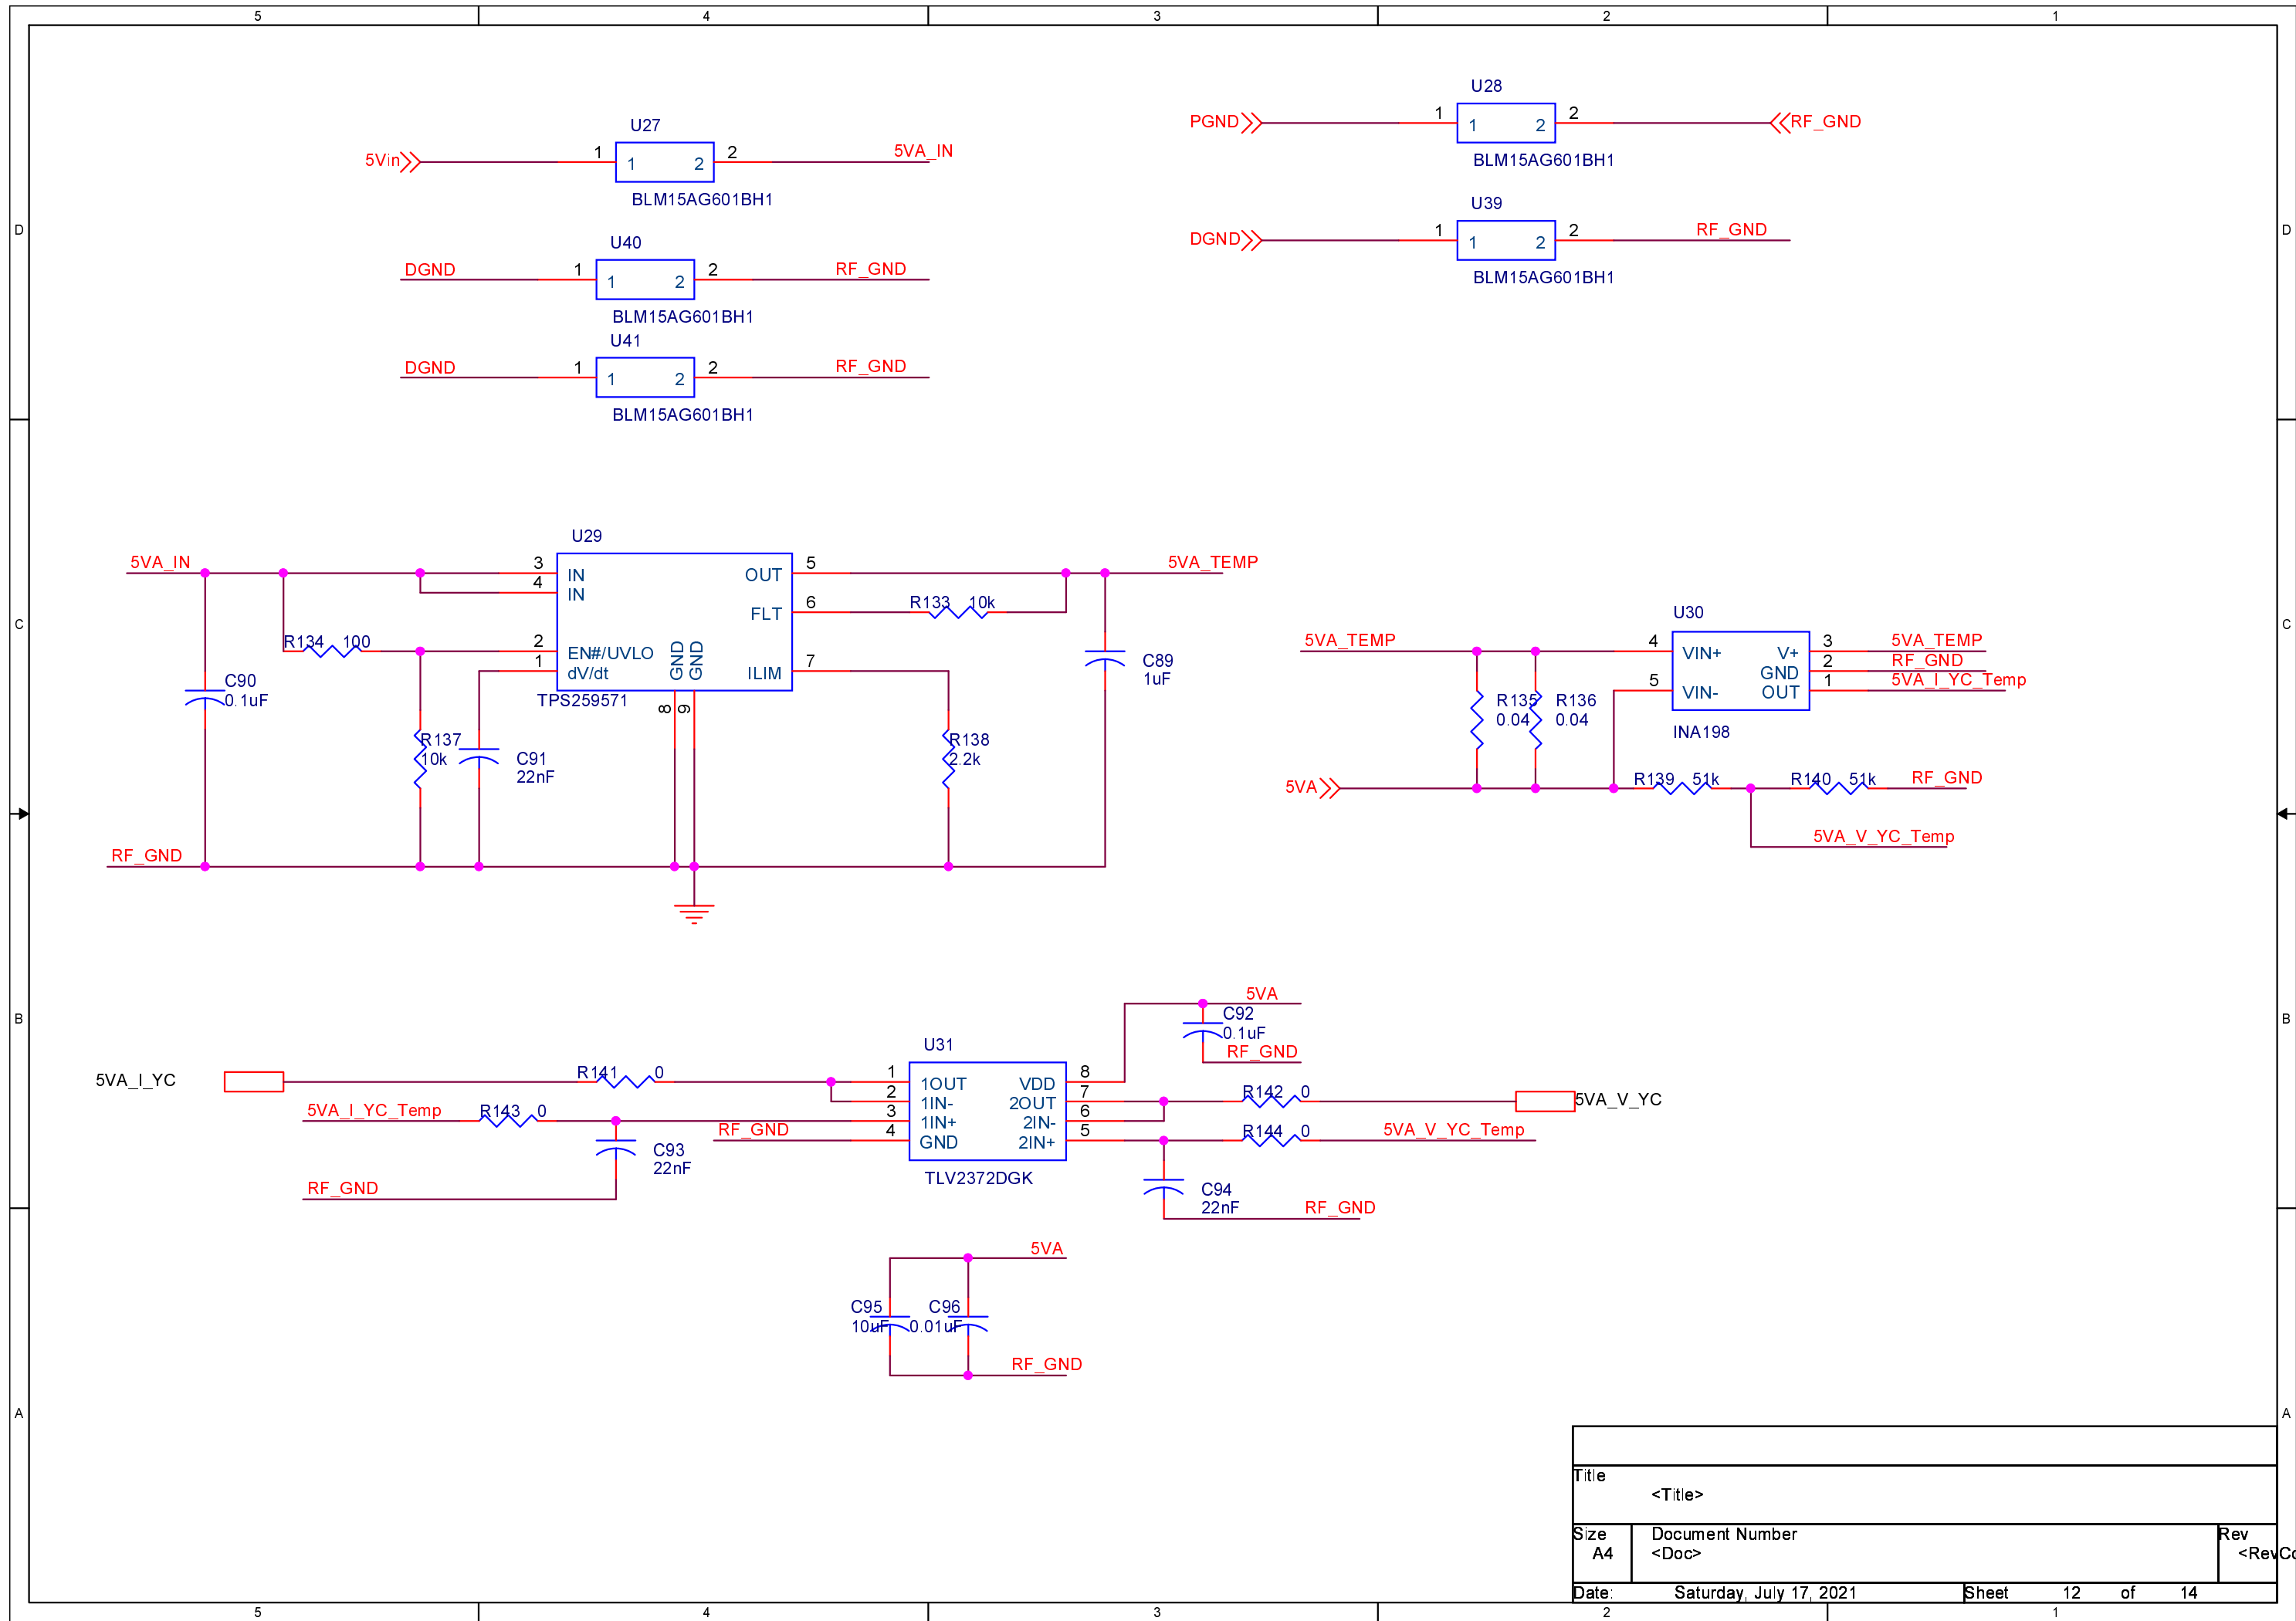 5 4 3 2 1
D
D
C
C
B
B
A
A
U27
5Vin 1 1 2 2 5VA_IN
BLM15AG601BH1
U40
DGND 1 1 2 2 RF_GND
BLM15AG601BH1
U41
DGND 1 1 2 2 RF_GND
BLM15AG601BH1
U28
PGND 1 1 2 2 RF_GND
BLM15AG601BH1
U39
DGND 1 1 2 2 RF_GND
BLM15AG601BH1
U29
5VA_IN 3 IN OUT 5 5VA_TEMP
4 IN
FLT 6 R133 10k
R134 100 2 EN#/UVLO
1 dV/dt GND GND ILIM 7
TPS259571
8 9
C90
0.1uF
R137
10k
C91
22nF
R138
2.2k
C89
1uF
RF_GND
U30
5VA_TEMP 4 VIN+ V+ 3 5VA_TEMP
GND 2 RF_GND
5 VIN- OUT 1 5VA_I_YC_Temp
INA198
R135
0.04
R136
0.04
5VA R139 51k R140 51k RF_GND
5VA_V_YC_Temp
5VA
C92
0.1uF
RF_GND
U31
5VA_I_YC R141 0 1 1OUT VDD 8
2 1IN- 2OUT 7 R142 0 5VA_V_YC
5VA_I_YC_Temp R143 0 3 1IN+ 2IN- 6
RF_GND 4 GND 2IN+ 5 R144 0 5VA_V_YC_Temp
TLV2372DGK
C93
22nF
RF_GND
C94
22nF
RF_GND
5VA
C95
10uF
C96
0.01uF
RF_GND
Title
<Title>
Size
A4
Document Number
<Doc>
Rev
<RevCo
Date: Saturday, July 17, 2021 Sheet 12 of 14
5 4 3 2 1